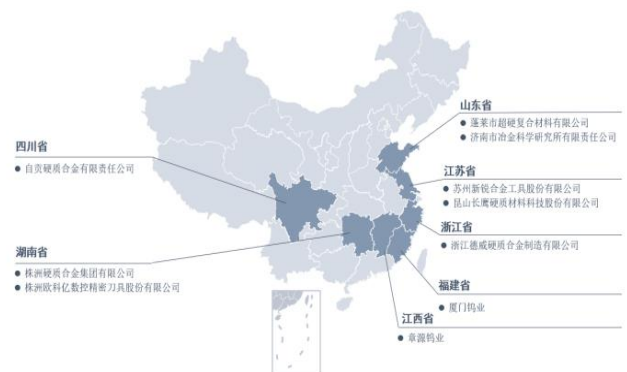 山东省
● 蓬莱市超硬复合材料有限公司
● 济南市冶金科学研究所有限责任公司
四川省
● 自贡硬质合金有限责任公司
江苏省
● 苏州新锐合金工具股份有限公司
● 昆山长鹰硬质材料科技股份有限公司
浙江省
● 浙江德威硬质合金制造有限公司
湖南省
● 株洲硬质合金集团有限公司
● 株洲欧科亿数控精密刀具股份有限公司
福建省
● 厦门钨业
江西省
● 章源钨业